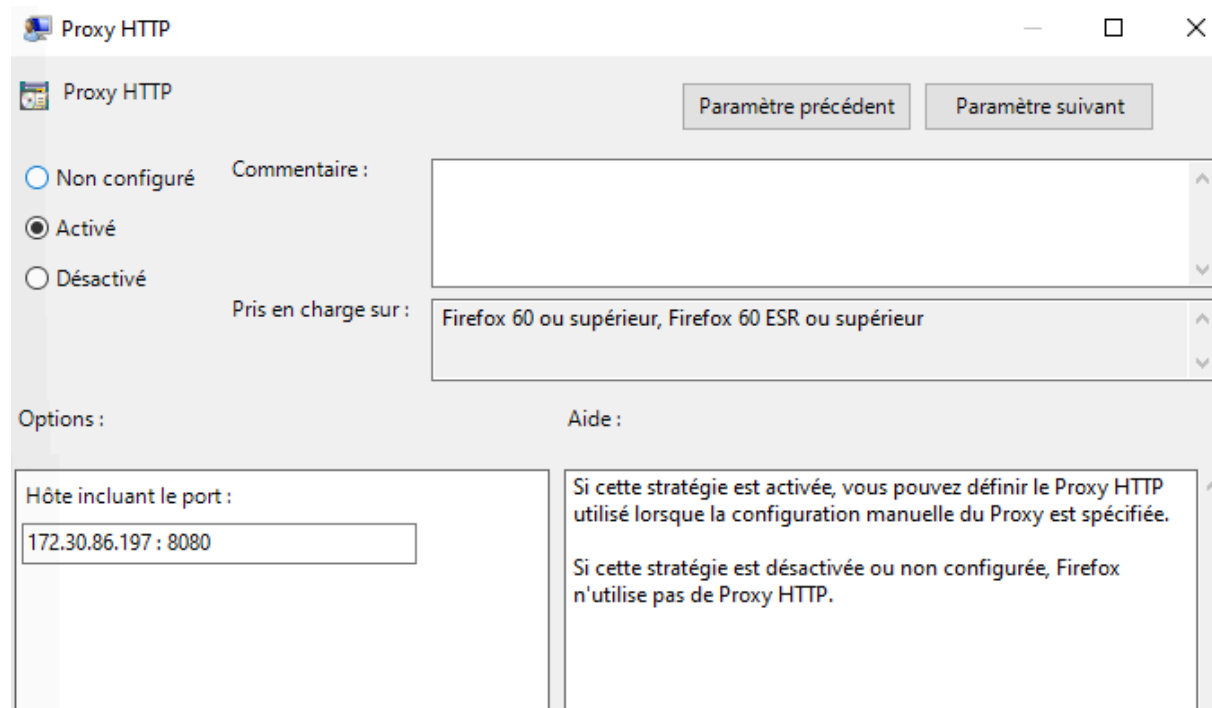 Proxy HTTP
Proxy HTTP
Paramètre précédent
Paramètre suivant
Non configuré
Commentaire :
Activé
Désactivé
Pris en charge sur :
Firefox 60 ou supérieur, Firefox 60 ESR ou supérieur
Options :
Aide :
Hôte incluant le port :
172.30.86.197 : 8080
Si cette stratégie est activée, vous pouvez définir le Proxy HTTP
utilisé lorsque la configuration manuelle du Proxy est spécifiée.
Si cette stratégie est désactivée ou non configurée, Firefox
n'utilise pas de Proxy HTTP.